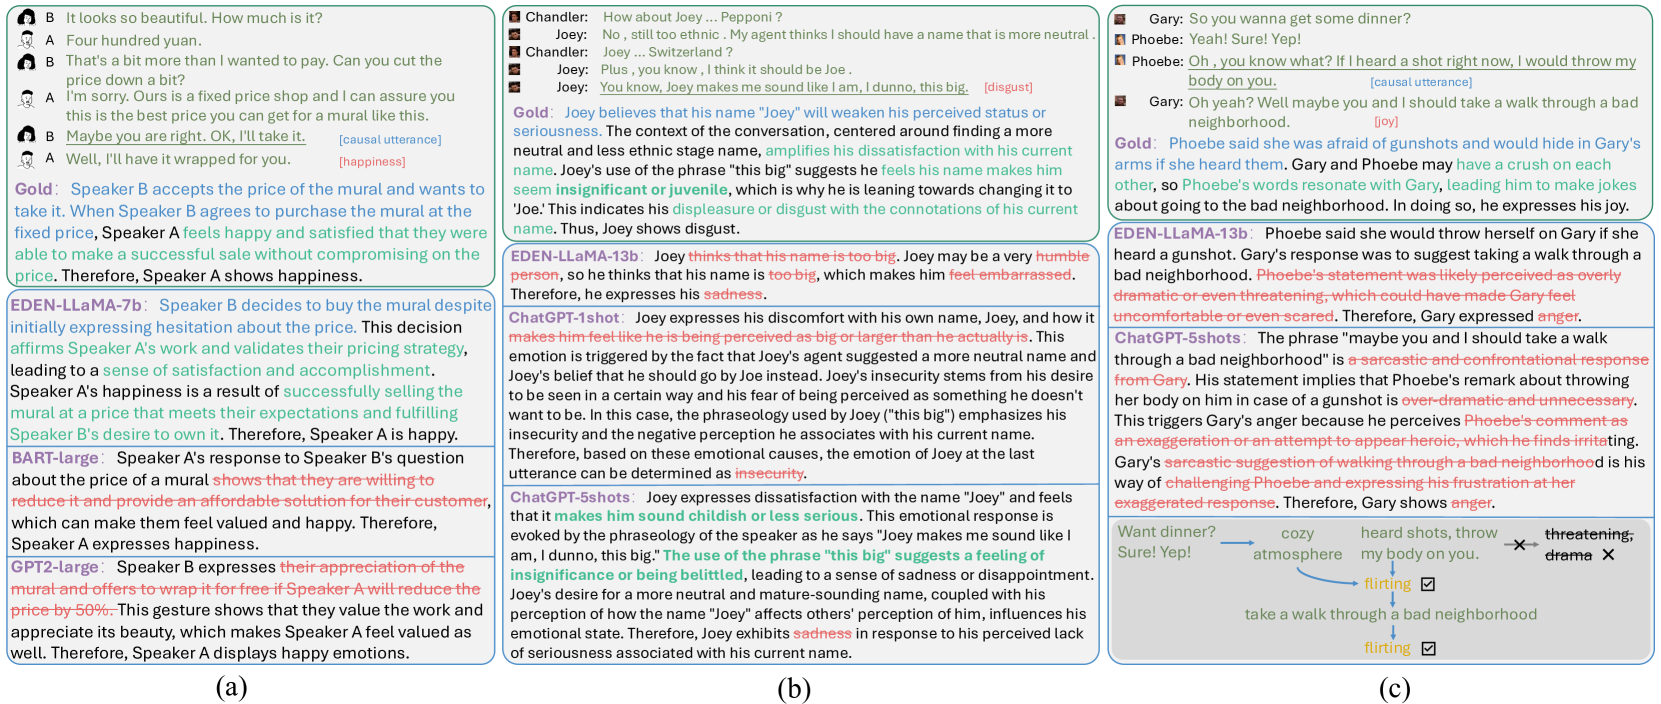 B It looks so beautiful. How much is it?
A Four hundred yuan.
B That's a bit more than I wanted to pay. Can you cut the
price down a bit?
A I'm sorry. Ours is a fixed price shop and I can assure you
this is the best price you can get for a mural like this.
B Maybe you are right. OK, I'll take it. [causal utterance]
A Well, I'll have it wrapped for you. [happiness]
Gold: Speaker B accepts the price of the mural and wants to
take it. When Speaker B agrees to purchase the mural at the
fixed price, Speaker A feels happy and satisfied that they were
able to make a successful sale without compromising on the
price. Therefore, Speaker A shows happiness.
EDEN-LLaMA-7b: Speaker B decides to buy the mural despite
initially expressing hesitation about the price. This decision
affirms Speaker A's work and validates their pricing strategy,
leading to a sense of satisfaction and accomplishment.
Speaker A's happiness is a result of successfully selling the
mural at a price that meets their expectations and fulfilling
Speaker B's desire to own it. Therefore, Speaker A is happy.
BART-large: Speaker A's response to Speaker B's question
about the price of a mural shows that they are willing to
reduce it and provide an affordable solution for their customer,
which can make them feel valued and happy. Therefore,
Speaker A expresses happiness.
GPT2-large: Speaker B expresses their appreciation of the
mural and offers to wrap it for free if Speaker A will reduce the
price by 50%. This gesture shows that they value the work and
appreciate its beauty, which makes Speaker A feel valued as
well. Therefore, Speaker A displays happy emotions.
(a)
Chandler: How about Joey ... Pepponi ?
Joey: No , still too ethnic . My agent thinks I should have a name that is more neutral .
Chandler: Joey ... Switzerland ?
Joey: Plus , you know , I think it should be Joe .
Joey: You know, Joey makes me sound like I am, I dunno, this big. [disgust]
Gold: Joey believes that his name "Joey" will weaken his perceived status or
seriousness. The context of the conversation, centered around finding a more
neutral and less ethnic stage name, amplifies his dissatisfaction with his current
name. Joey's use of the phrase "this big" suggests he feels his name makes him
seem insignificant or juvenile, which is why he is leaning towards changing it to
'Joe.' This indicates his displeasure or disgust with the connotations of his current
name. Thus, Joey shows disgust.
EDEN-LLaMA-13b: Joey thinks that his name is too big. Joey may be a very humble
person, so he thinks that his name is too big, which makes him feel embarrassed.
Therefore, he expresses his sadness.
ChatGPT-1shot: Joey expresses his discomfort with his own name, Joey, and how it
makes him feel like he is being perceived as big or larger than he actually is. This
emotion is triggered by the fact that Joey's agent suggested a more neutral name and
Joey's belief that he should go by Joe instead. Joey's insecurity stems from his desire
to be seen in a certain way and his fear of being perceived as something he doesn't
want to be. In this case, the phraseology used by Joey ("this big") emphasizes his
insecurity and the negative perception he associates with his current name.
Therefore, based on these emotional causes, the emotion of Joey at the last
utterance can be determined as insecurity.
ChatGPT-5shots: Joey expresses dissatisfaction with the name "Joey" and feels
that it makes him sound childish or less serious. This emotional response is
evoked by the phraseology of the speaker as he says "Joey makes me sound like I
am, I dunno, this big." The use of the phrase "this big" suggests a feeling of
insignificance or being belittled, leading to a sense of sadness or disappointment.
Joey's desire for a more neutral and mature-sounding name, coupled with his
perception of how the name "Joey" affects others' perception of him, influences his
emotional state. Therefore, Joey exhibits sadness in response to his perceived lack
of seriousness associated with his current name.
(b)
Gary: So you wanna get some dinner?
Phoebe: Yeah! Sure! Yep!
Phoebe: Oh , you know what? If I heard a shot right now, I would throw my
body on you. [causal utterance]
Gary: Oh yeah? Well maybe you and I should take a walk through a bad
neighborhood. [joy]
Gold: Phoebe said she was afraid of gunshots and would hide in Gary's
arms if she heard them. Gary and Phoebe may have a crush on each
other, so Phoebe's words resonate with Gary, leading him to make jokes
about going to the bad neighborhood. In doing so, he expresses his joy.
EDEN-LLaMA-13b: Phoebe said she would throw herself on Gary if she
heard a gunshot. Gary's response was to suggest taking a walk through a
bad neighborhood. Phoebe's statement was likely perceived as overly
dramatic or even threatening, which could have made Gary feel
uncomfortable or even scared. Therefore, Gary expressed anger.
ChatGPT-5shots: The phrase "maybe you and I should take a walk
through a bad neighborhood" is a sarcastic and confrontational response
from Gary. His statement implies that Phoebe's remark about throwing
her body on him in case of a gunshot is over-dramatic and unnecessary.
This triggers Gary's anger because he perceives Phoebe's comment as
an exaggeration or an attempt to appear heroic, which he finds irritating.
Gary's sarcastic suggestion of walking through a bad neighborhood is his
way of challenging Phoebe and expressing his frustration at her
exaggerated response. Therefore, Gary shows anger.
Want dinner?
Sure! Yep!
cozy
atmosphere
heard shots, throw
my body on you.
threatening,
drama
flirting
take a walk through a bad neighborhood
flirting
(c)